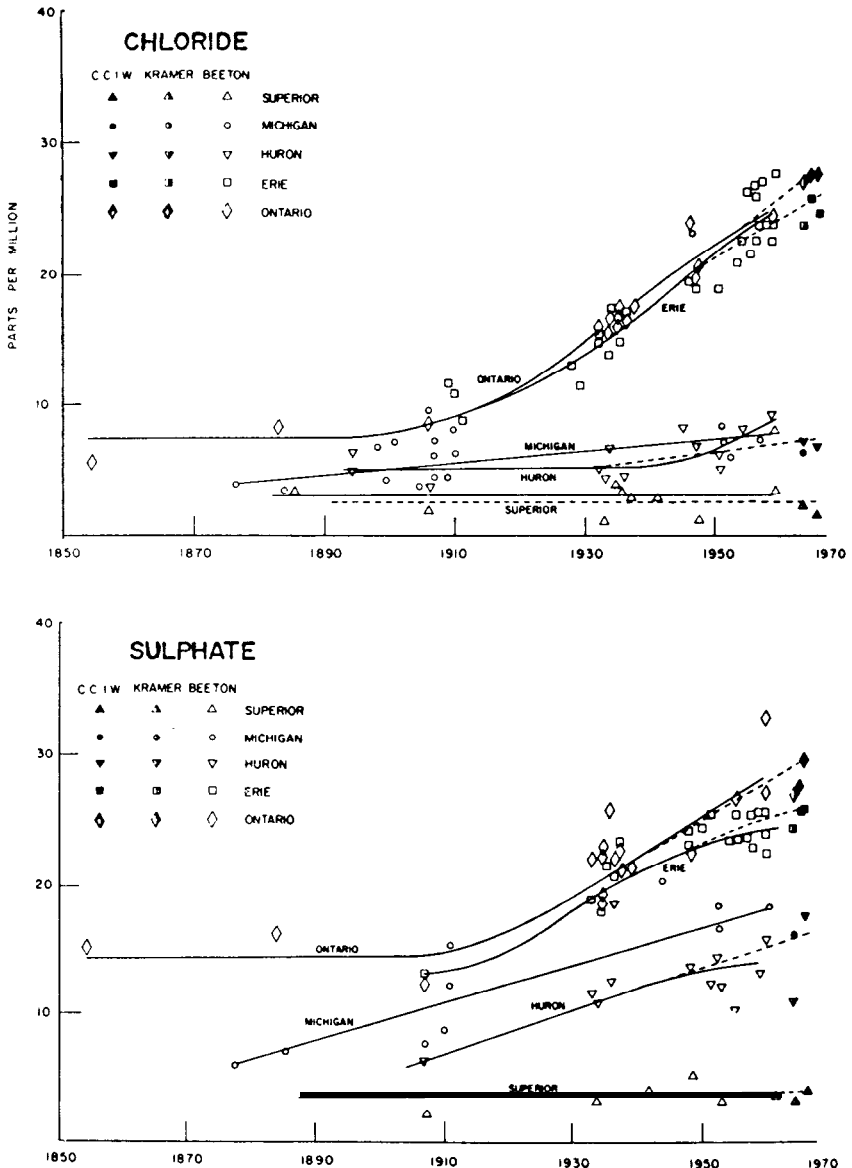 40
CHLORIDE
C C I W KRAMER BEETON
SUPERIOR
MICHIGAN
30
HURON
ERIE
ONTARIO
PARTS PER MILLION
20
ERIE
ONTARIO
10
MICHIGAN
HURON
SUPERIOR
1850 1870 1890 1910 1930 1950 1970
40
SULPHATE
C C I W KRAMER BEETON
SUPERIOR
MICHIGAN
30
HURON
ERIE
ONTARIO
20
ERIE
ONTARIO
10
MICHIGAN
HURON
SUPERIOR
1850 1870 1890 1910 1930 1950 1970